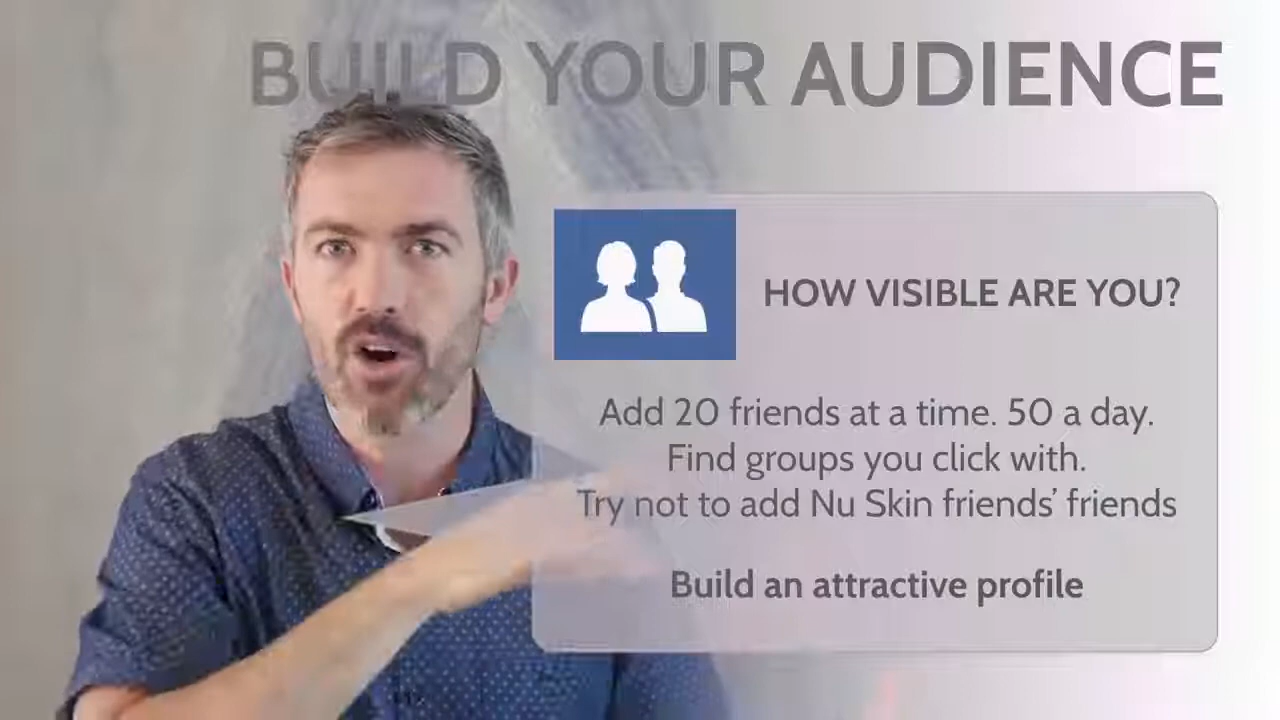 BUILD YOUR AUDIENCE
HOW VISIBLE ARE YOU?
Add 20 friends at a time. 50 a day.
Find groups you click with.
Try not to add Nu Skin friends’ friends
Build an attractive profile